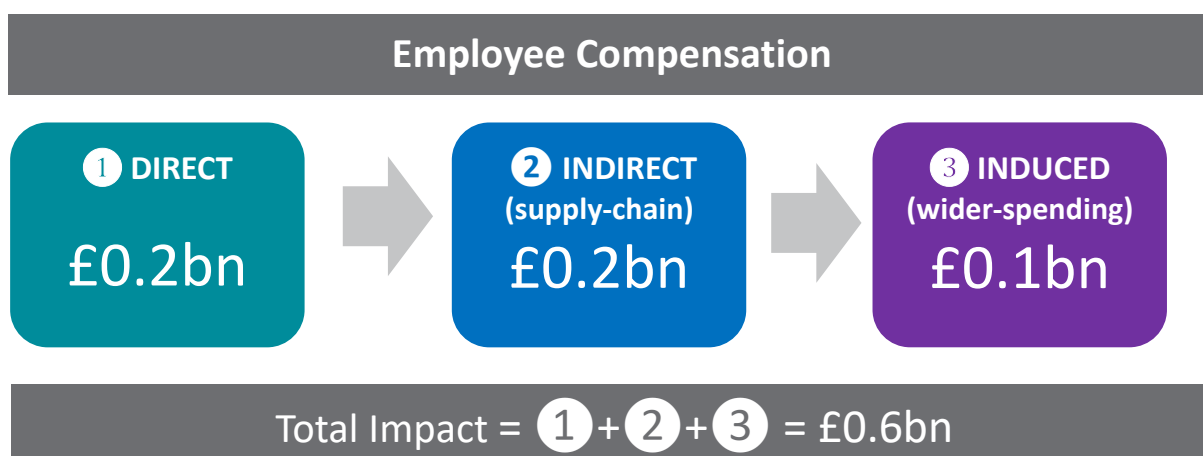 Employee Compensation
① DIRECT
£0.2bn
② INDIRECT
(supply-chain)
£0.2bn
③ INDUCED
(wider-spending)
£0.1bn
Total Impact = ①+②+③ = £0.6bn